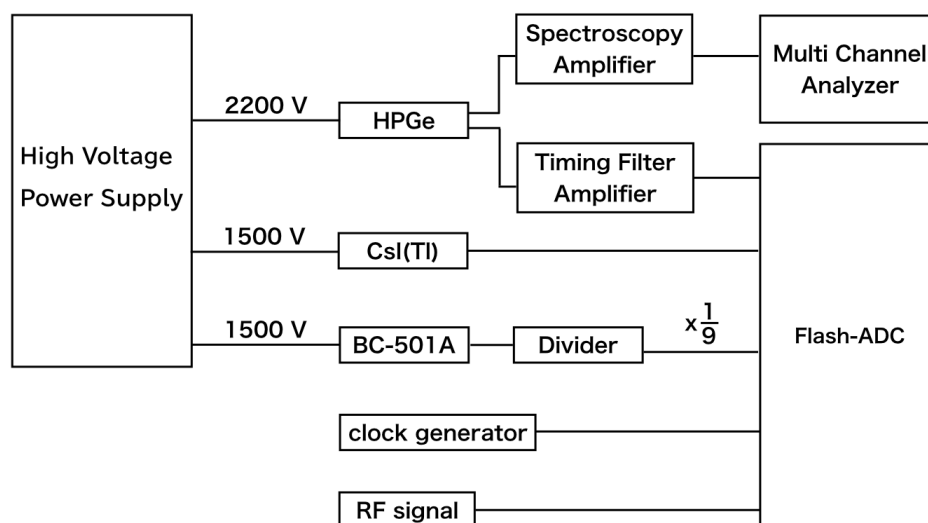 High Voltage
Power Supply
2200 V
HPGe
Spectroscopy
Amplifier
Multi Channel
Analyzer
Timing Filter
Amplifier
1500 V
CsI(Tl)
1500 V
BC-501A
Divider
x 1/9
Flash-ADC
clock generator
RF signal